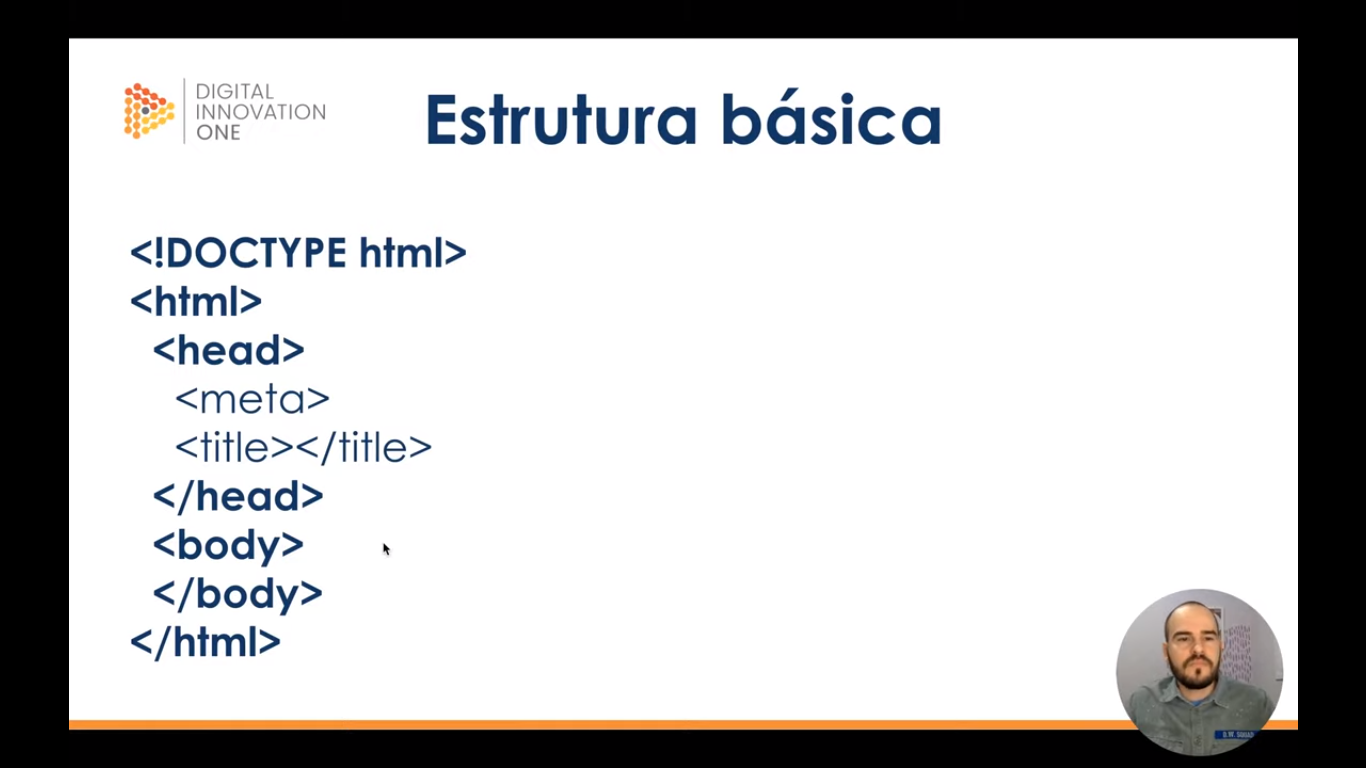 DIGITAL
INNOVATION
ONE
Estrutura básica
<!DOCTYPE html>
<html>
<head>
<meta>
<title></title>
</head>
<body>
</body>
</html>